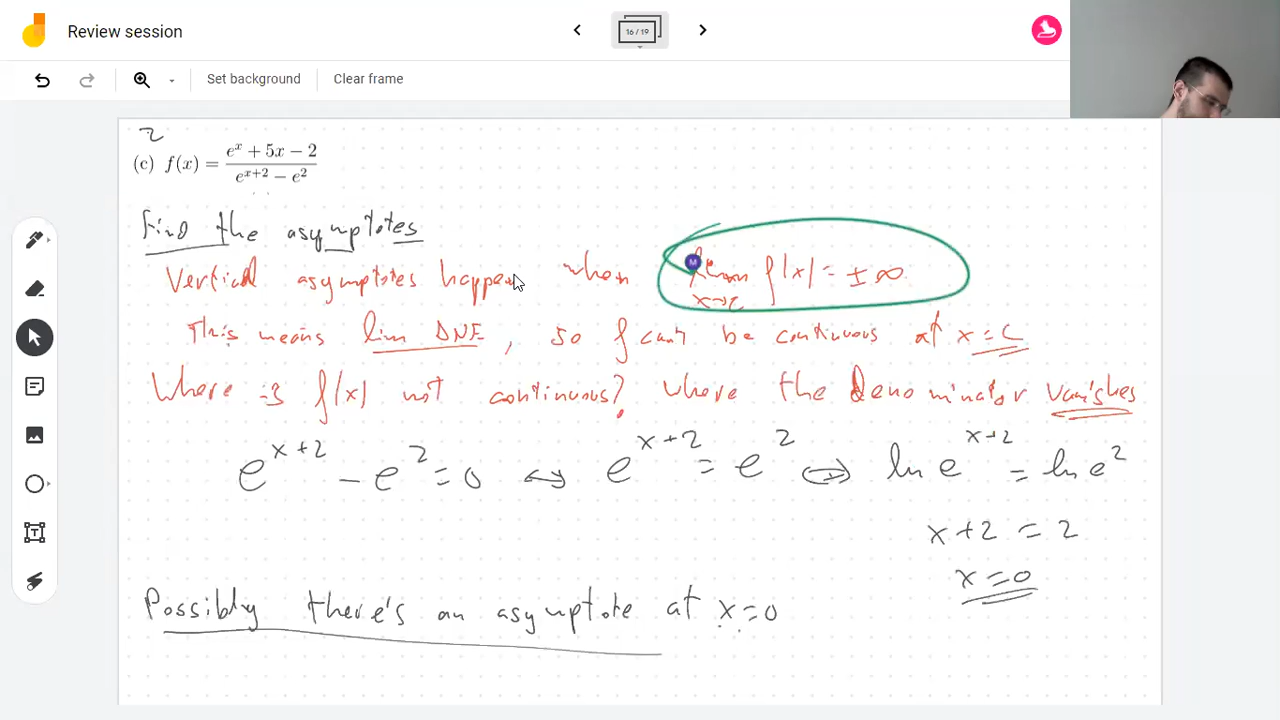 Review session
16 / 19
Set background
Clear frame
2
(c) f(x) = (e^x + 5x − 2) / (e^{x+2} − e^2)
Find the asymptotes
Vertical asymptotes happen when lim x→c f(x) = ± ∞
M
This means lim DNE, so f can't be continuous at x = c
Where is f(x) not continuous? where the Denominator vanishes
e^{x+2} − e^2 = 0 ⟷ e^{x+2} = e^2 ⟺ ln e^{x+2} = ln e^2
x + 2 = 2
x = 0
Possibly there's an asymptote at x = 0
T